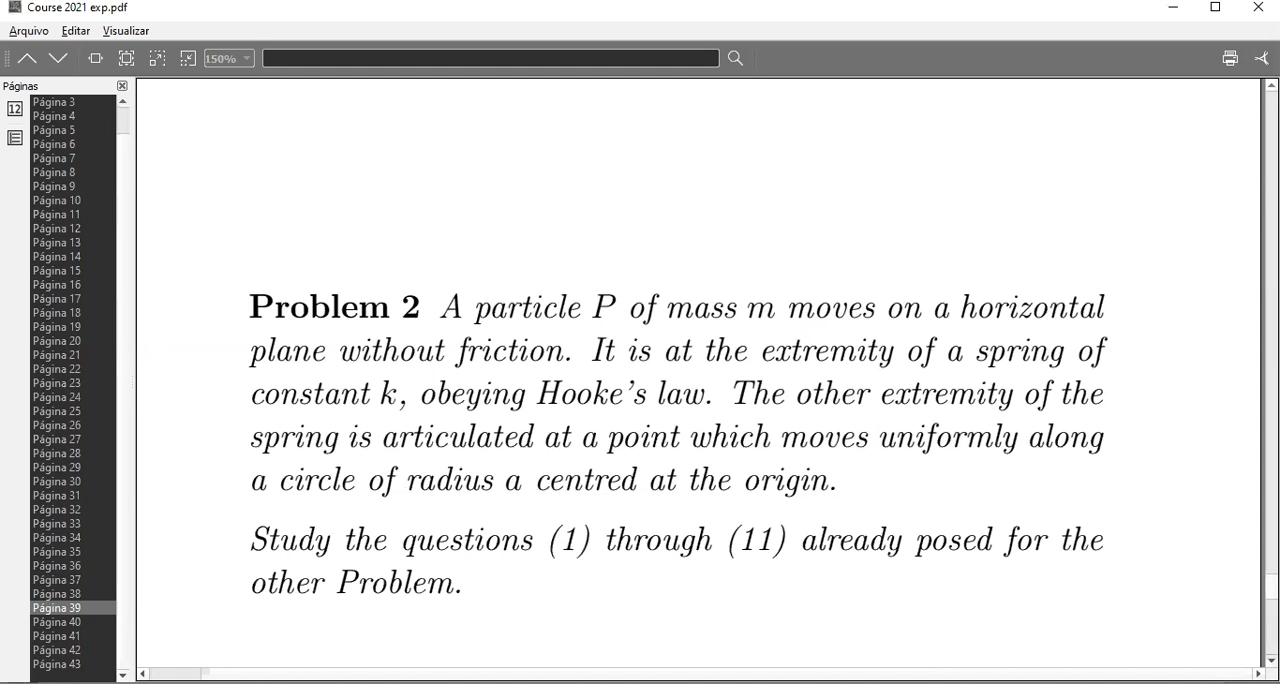 Course 2021 exp.pdf
Arquivo Editar Visualizar
150%
Páginas
12
Página 3
Página 4
Página 5
Página 6
Página 7
Página 8
Página 9
Página 10
Página 11
Página 12
Página 13
Página 14
Página 15
Página 16
Página 17
Página 18
Página 19
Página 20
Página 21
Página 22
Página 23
Página 24
Página 25
Página 26
Página 27
Página 28
Página 29
Página 30
Página 31
Página 32
Página 33
Página 34
Página 35
Página 36
Página 37
Página 38
Página 39
Página 40
Página 41
Página 42
Página 43
Problem 2 A particle P of mass m moves on a horizontal
plane without friction. It is at the extremity of a spring of
constant k, obeying Hooke's law. The other extremity of the
spring is articulated at a point which moves uniformly along
a circle of radius a centred at the origin.
Study the questions (1) through (11) already posed for the
other Problem.